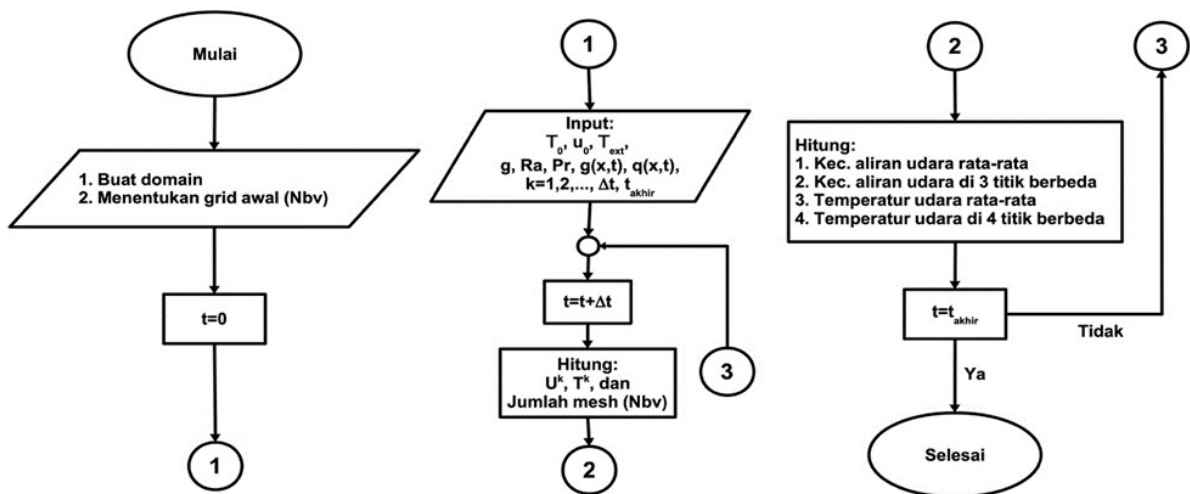 Mulai
1. Buat domain
2. Menentukan grid awal (Nbv)
t=0
1
1
Input:
T₀, u₀, Tₑₓₜ,
g, Ra, Pr, g(x,t), q(x,t),
k=1,2,..., Δt, t_akhir
t=t+Δt
Hitung:
Uᵏ, Tᵏ, dan
Jumlah mesh (Nbv)
3
2
2
3
Hitung:
1. Kec. aliran udara rata-rata
2. Kec. aliran udara di 3 titik berbeda
3. Temperatur udara rata-rata
4. Temperatur udara di 4 titik berbeda
t=t_akhir
Tidak
Ya
Selesai